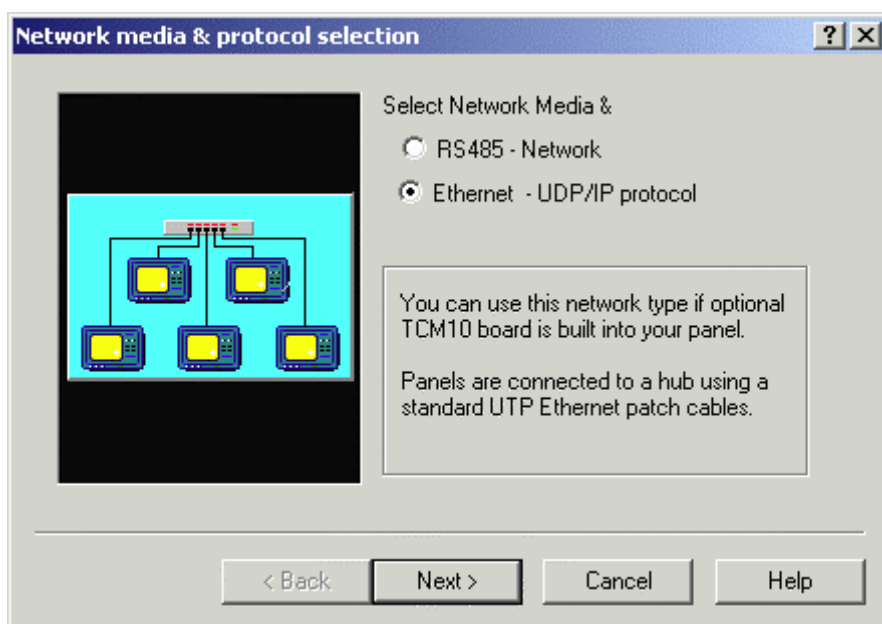 Network media & protocol selection
Select Network Media &
RS485 - Network
Ethernet - UDP/IP protocol
You can use this network type if optional
TCM10 board is built into your panel.
Panels are connected to a hub using a
standard UTP Ethernet patch cables.
< Back
Next >
Cancel
Help